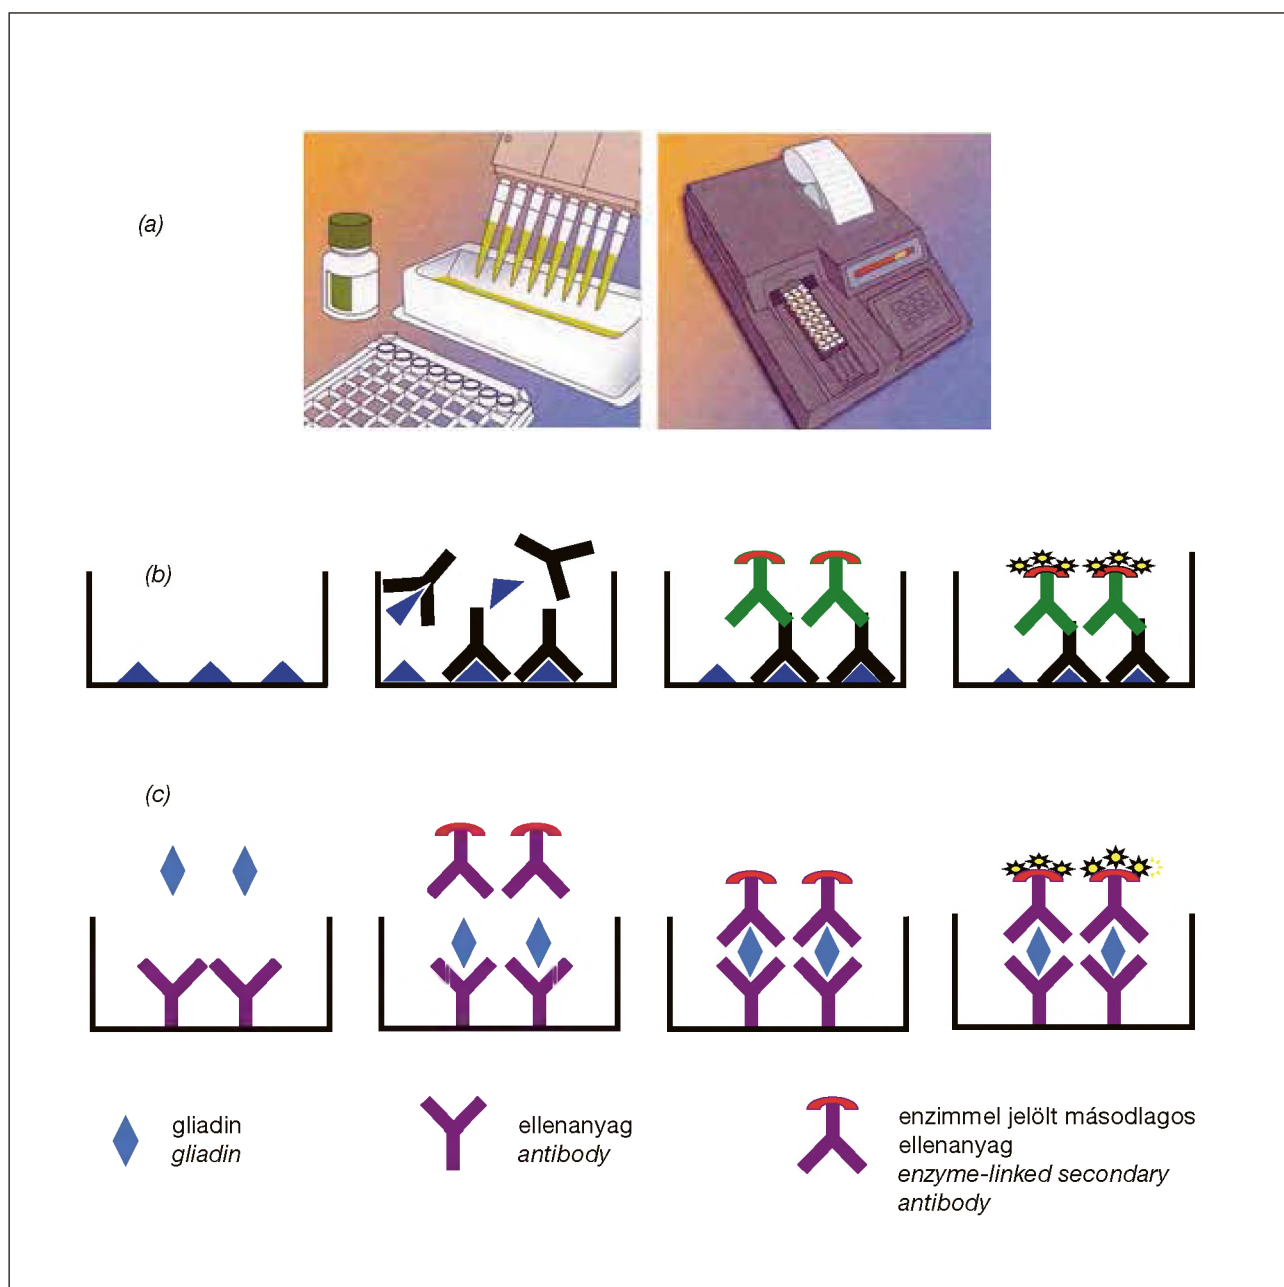 (a)
(b)
(c)
gliadin
gliadin
ellenanyag
antibody
enzimmel jelölt másodlagos
ellenanyag
enzyme-linked secondary
antibody